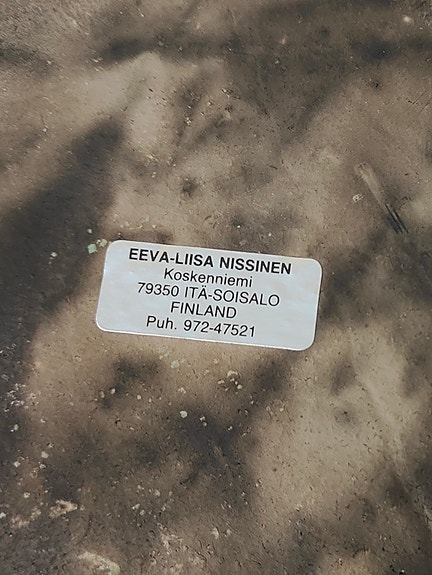 EEVA-LIISA NISSINEN
Koskenniemi
79350 ITÄ-SOISALO
FINLAND
Puh. 972-47521